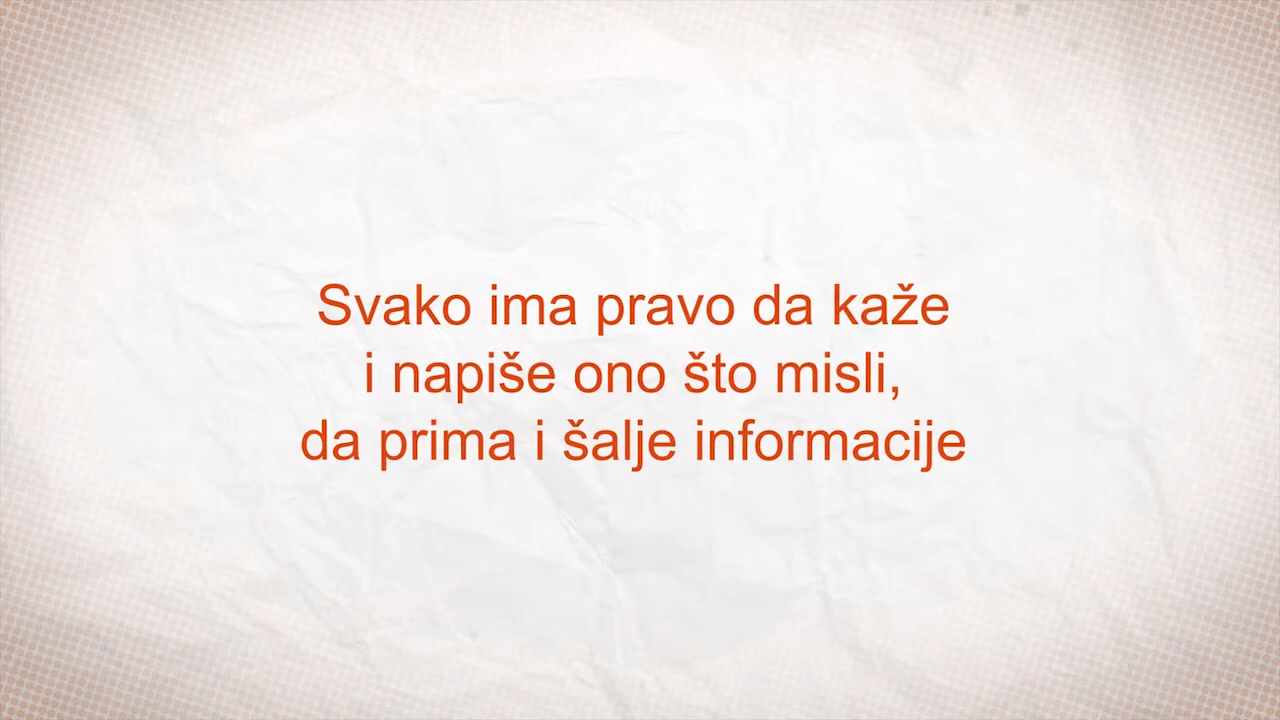 Svako ima pravo da kaže
i napiše ono što misli,
da prima i šalje informacije